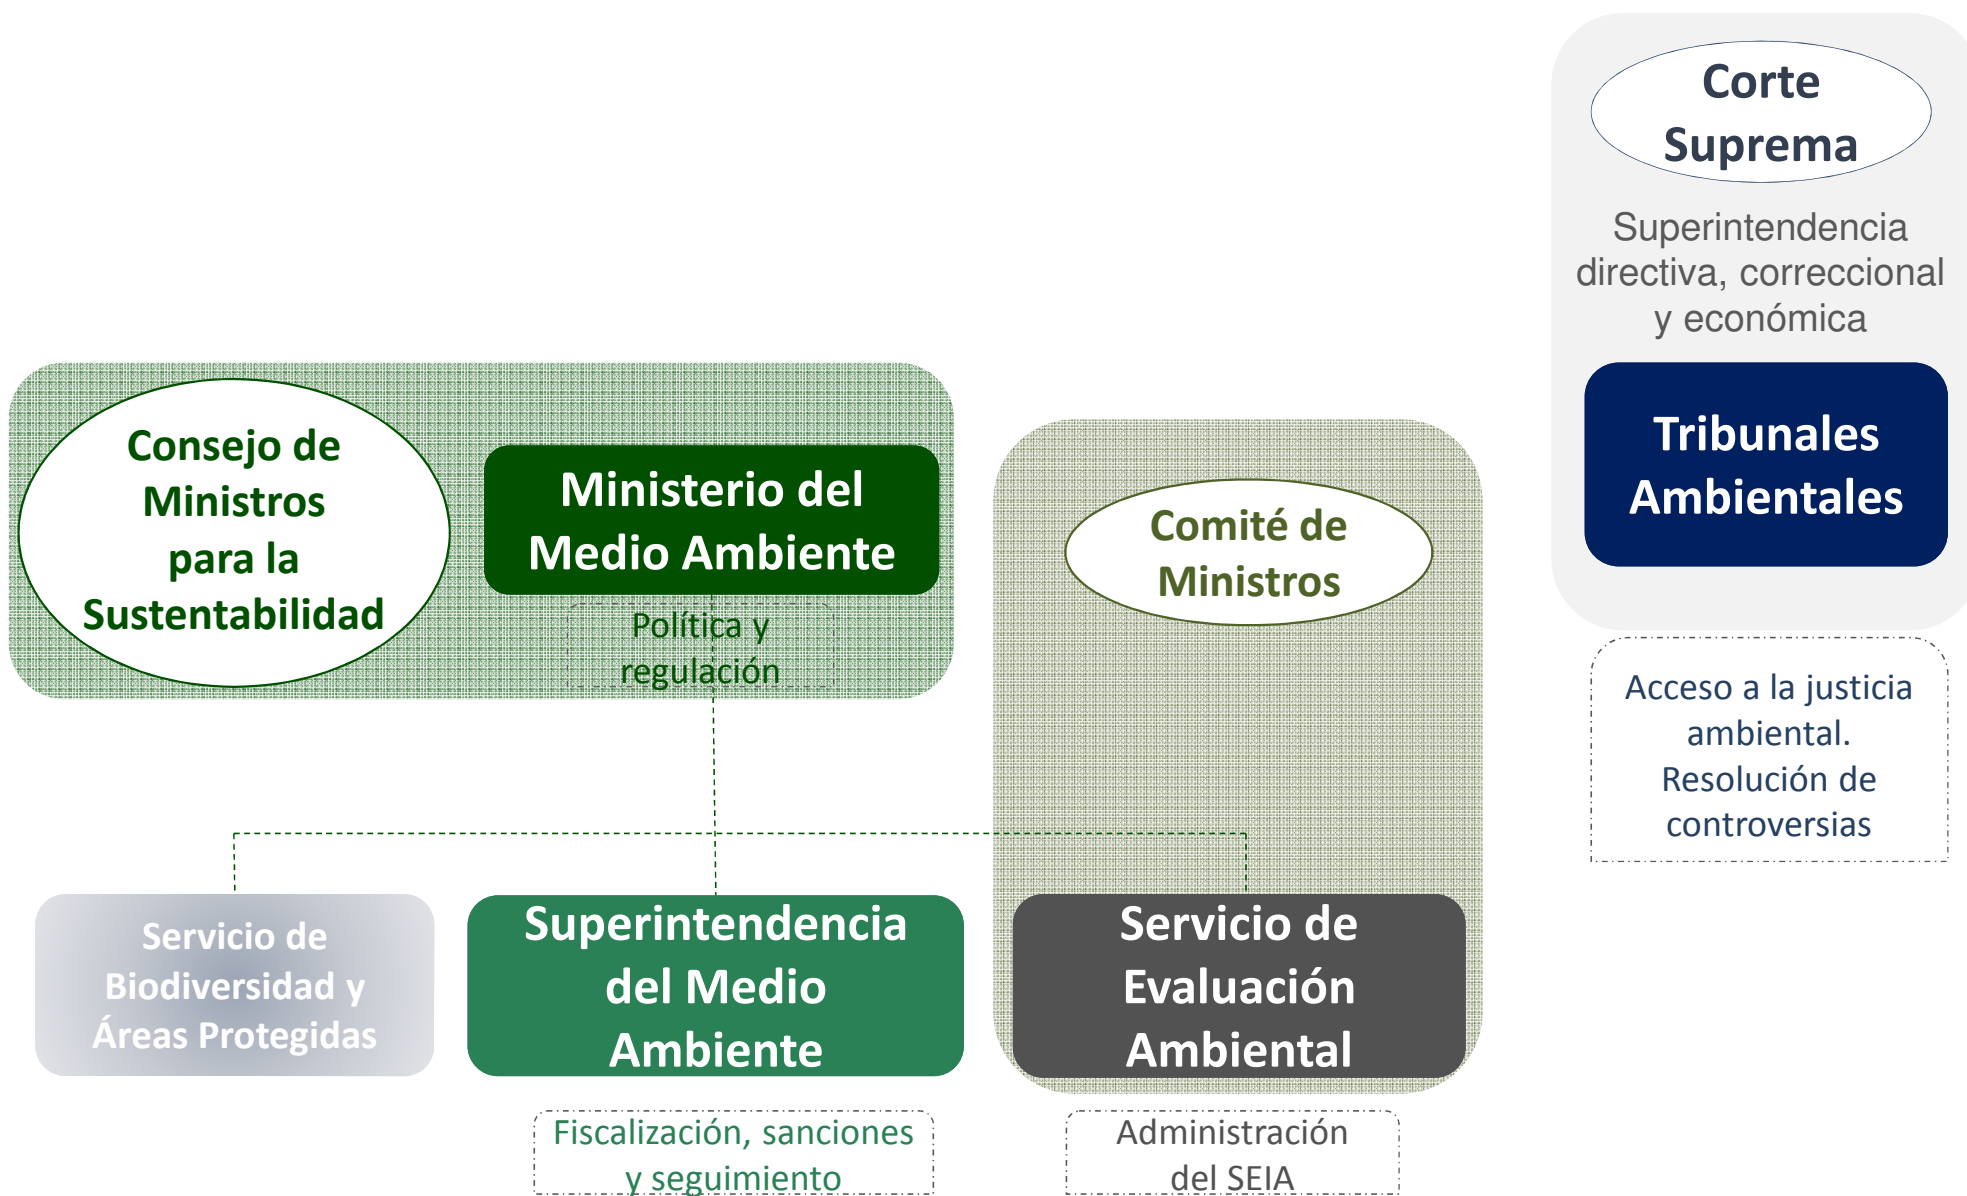 Corte
Suprema
Superintendencia
directiva, correccional
y económica
Tribunales
Ambientales
Acceso a la justicia
ambiental.
Resolución de
controversias
Consejo de
Ministros
para la
Sustentabilidad
Ministerio del
Medio Ambiente
Política y
regulación
Comité de
Ministros
Servicio de
Biodiversidad y
Áreas Protegidas
Superintendencia
del Medio
Ambiente
Fiscalización, sanciones
y seguimiento
Servicio de
Evaluación
Ambiental
Administración
del SEIA